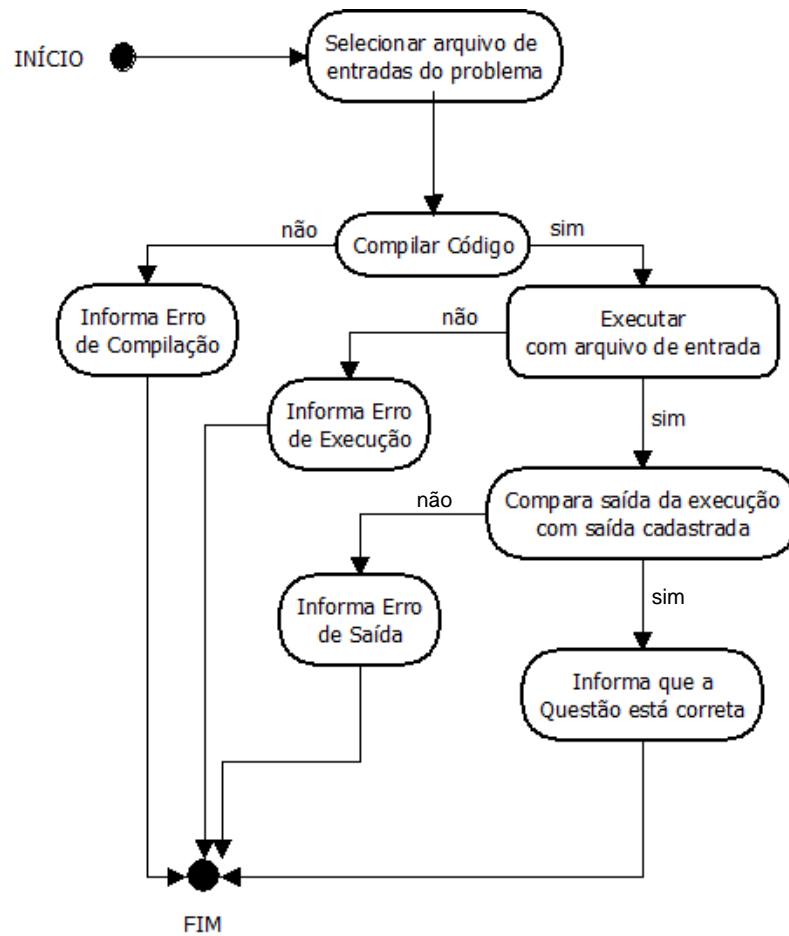 INÍCIO
Selecionar arquivo de
entradas do problema
não
Compilar Código
sim
Informa Erro
de Compilação
não
Executar
com arquivo de entrada
Informa Erro
de Execução
sim
não
Compara saída da execução
com saída cadastrada
Informa Erro
de Saída
sim
Informa que a
Questão está correta
FIM